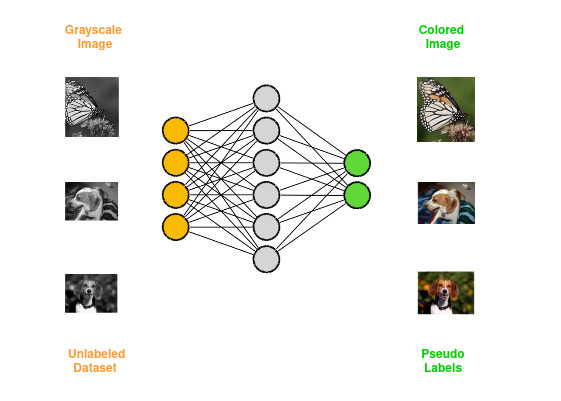 Grayscale
Image
Colored
Image
Unlabeled
Dataset
Pseudo
Labels